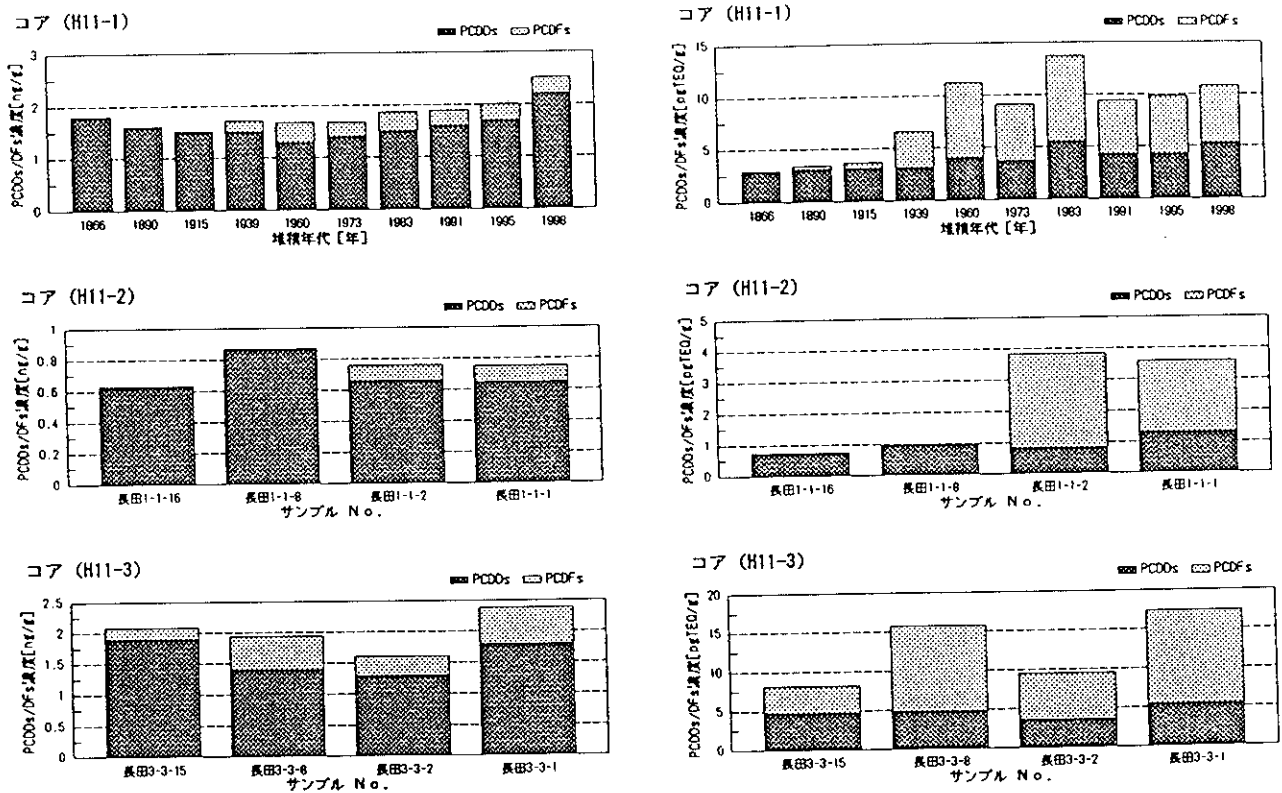 コア (H11-1)
PCDDs PCDFs
PCDDs/DFs濃度[ng/g]
3
2
1
0
1866 1890 1915 1939 1960 1973 1983 1991 1995 1998
堆積年代 [年]
コア (H11-1)
PCDDs PCDFs
PCDDs/DFs濃度[pgTEQ/g]
15
10
5
0
1866 1890 1915 1939 1960 1973 1983 1991 1995 1998
堆積年代 [年]
コア (H11-2)
PCDDs PCDFs
PCDDs/DFs濃度[ng/g]
1
0.8
0.6
0.4
0.2
0
長田1-1-16 長田1-1-8 長田1-1-2 長田1-1-1
サンプル No.
コア (H11-2)
PCDDs PCDFs
PCDDs/DFs濃度[pgTEQ/g]
5
4
3
2
1
0
長田1-1-16 長田1-1-8 長田1-1-2 長田1-1-1
サンプル No.
コア (H11-3)
PCDDs PCDFs
PCDDs/DFs濃度[ng/g]
2.5
2
1.5
1
0.5
0
長田3-3-15 長田3-3-8 長田3-3-2 長田3-3-1
サンプル No.
コア (H11-3)
PCDDs PCDFs
PCDDs/DFs濃度[pgTEQ/g]
20
15
10
5
0
長田3-3-15 長田3-3-8 長田3-3-2 長田3-3-1
サンプル No.